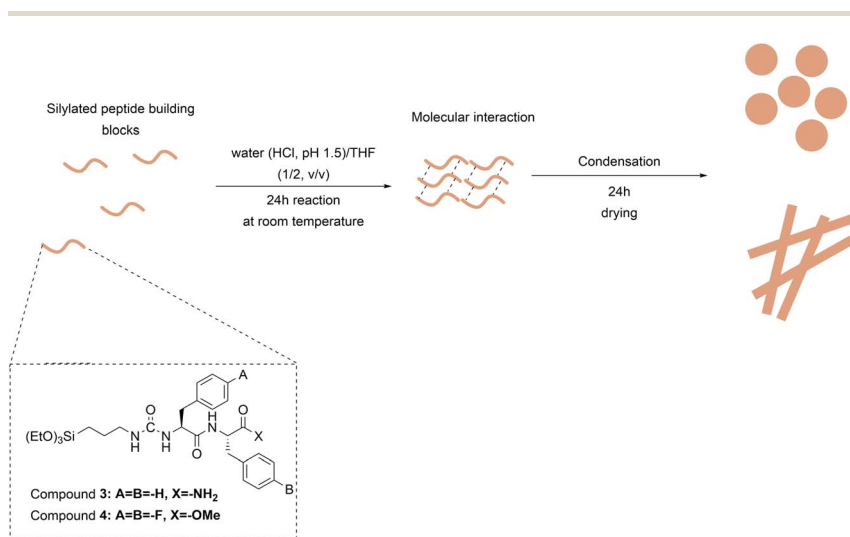 Silylated peptide building
blocks
water (HCl, pH 1.5)/THF
(1/2, v/v)
24h reaction
at room temperature
Molecular interaction
Condensation
24h
drying
A
O
H
N
O
(EtO)₃Si
N
H
N
H
O
X
B
Compound 3: A=B=-H, X=-NH₂
Compound 4: A=B=-F, X=-OMe